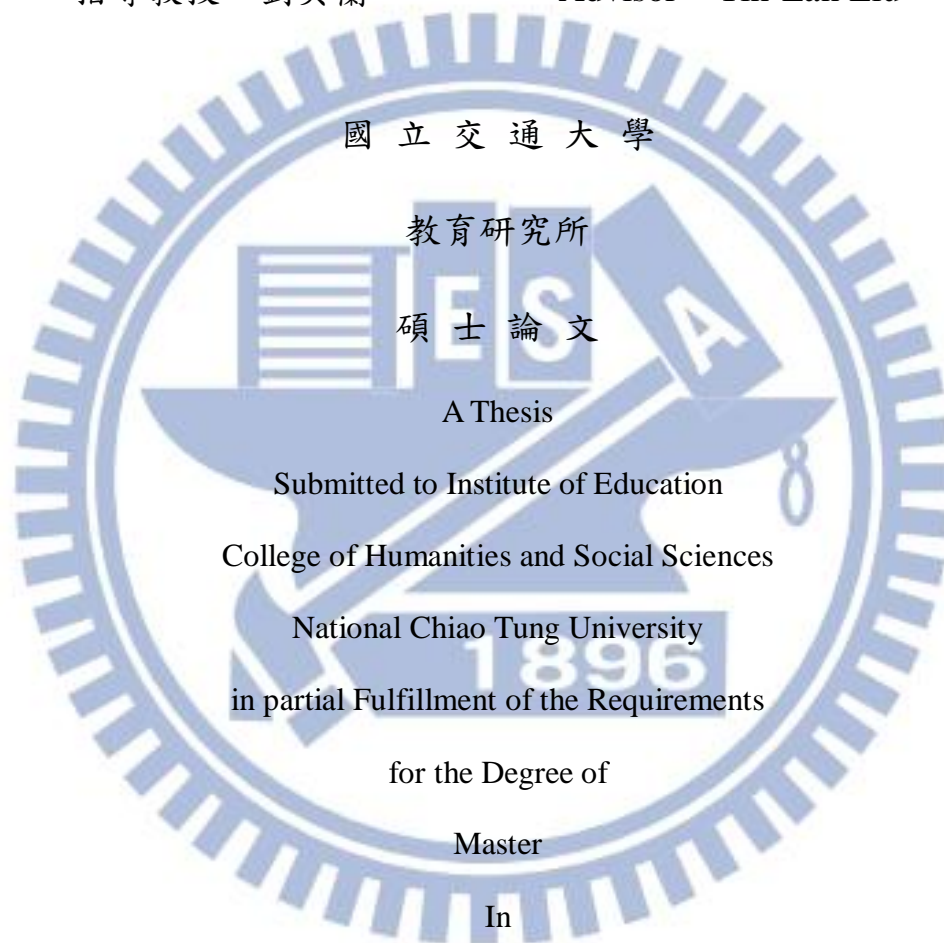 國 立 交 通 大 學
教育研究所
碩 士 論 文
A Thesis
Submitted to Institute of Education
College of Humanities and Social Sciences
National Chiao Tung University
in partial Fulfillment of the Requirements
for the Degree of
Master
In
E S A
1896